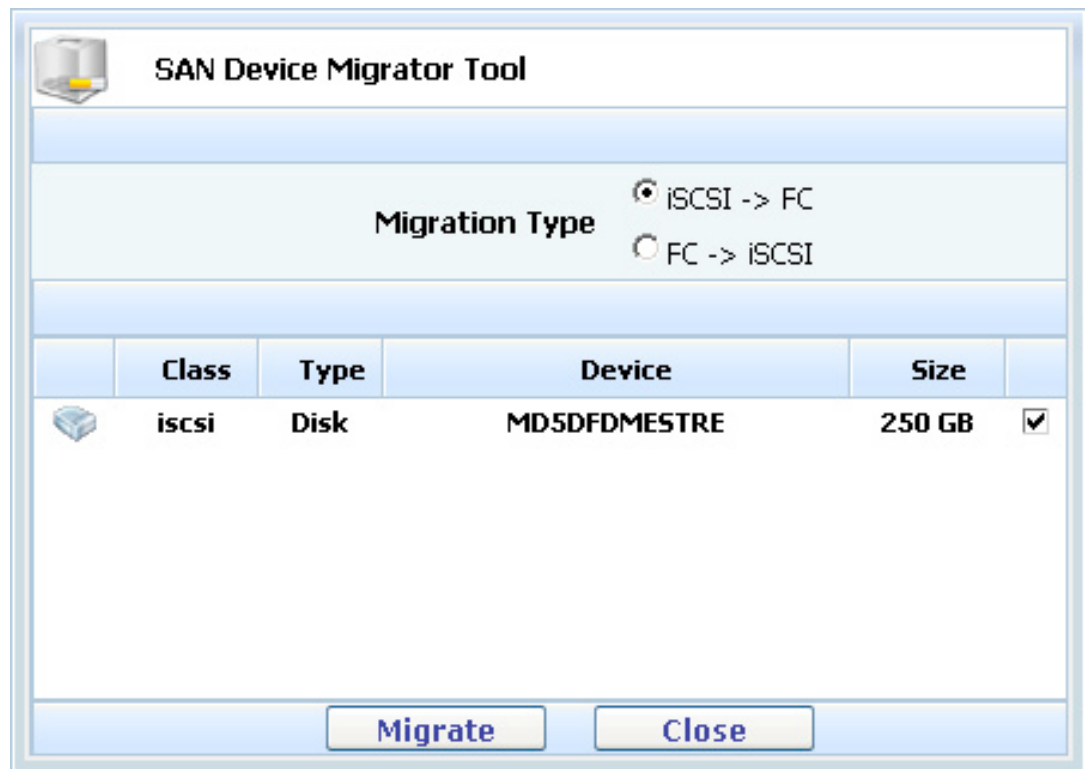 SAN Device Migrator Tool
Migration Type
iSCSI -> FC
FC -> iSCSI
Class Type Device Size
iscsi Disk MD5DFDMESTRE 250 GB
Migrate Close